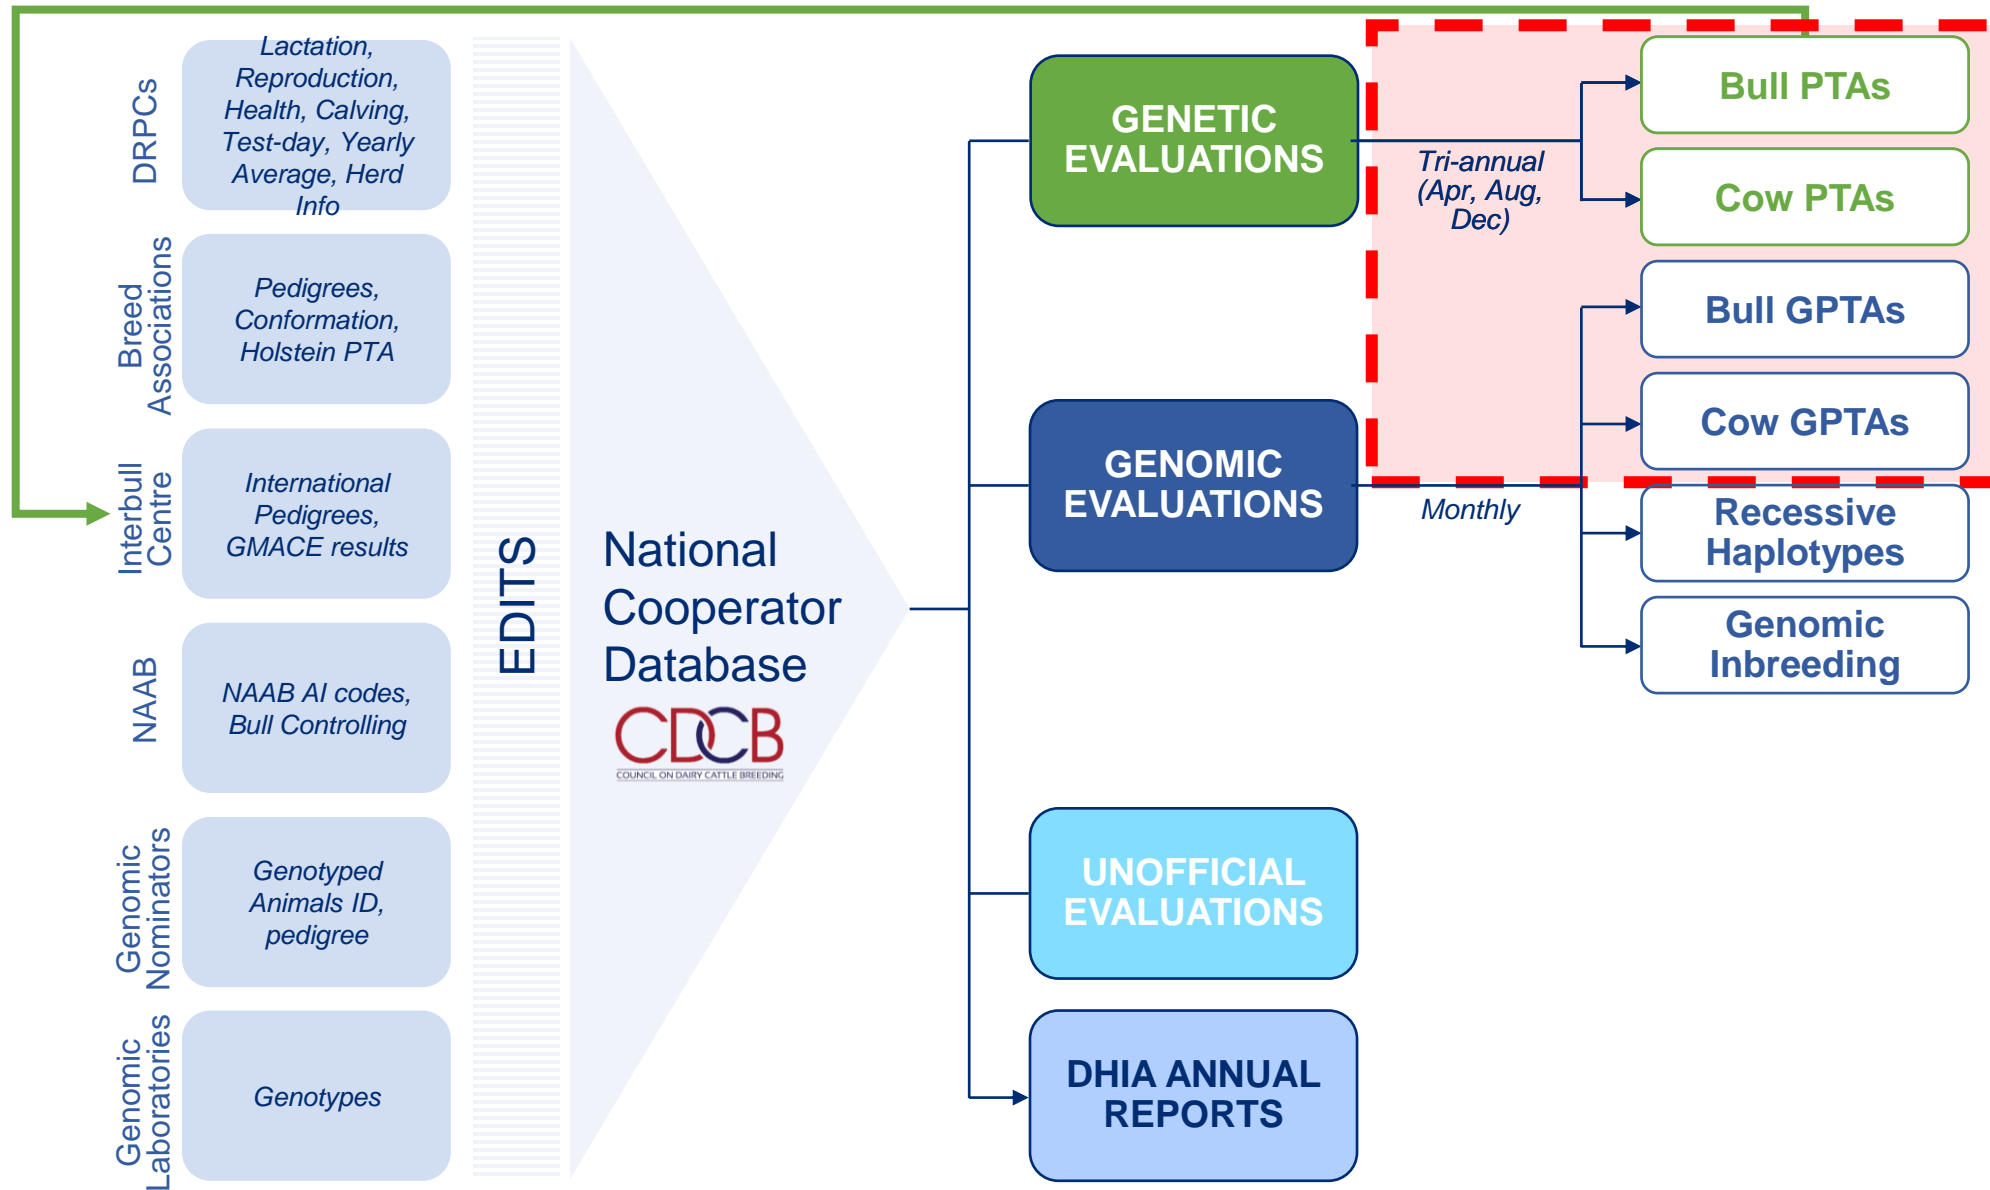 DRPCs
Lactation,
Reproduction,
Health, Calving,
Test-day, Yearly
Average, Herd
Info
Breed
Associations
Pedigrees,
Conformation,
Holstein PTA
Interbull
Centre
International
Pedigrees,
GMACE results
NAAB
NAAB AI codes,
Bull Controlling
Genomic
Nominators
Genotyped
Animals ID,
pedigree
Genomic
Laboratories
Genotypes
EDITS
National
Cooperator
Database
CDCB
COUNCIL ON DAIRY CATTLE BREEDING
GENETIC
EVALUATIONS
Tri-annual
(Apr, Aug,
Dec)
Bull PTAs
Cow PTAs
GENOMIC
EVALUATIONS
Monthly
Bull GPTAs
Cow GPTAs
Recessive
Haplotypes
Genomic
Inbreeding
UNOFFICIAL
EVALUATIONS
DHIA ANNUAL
REPORTS